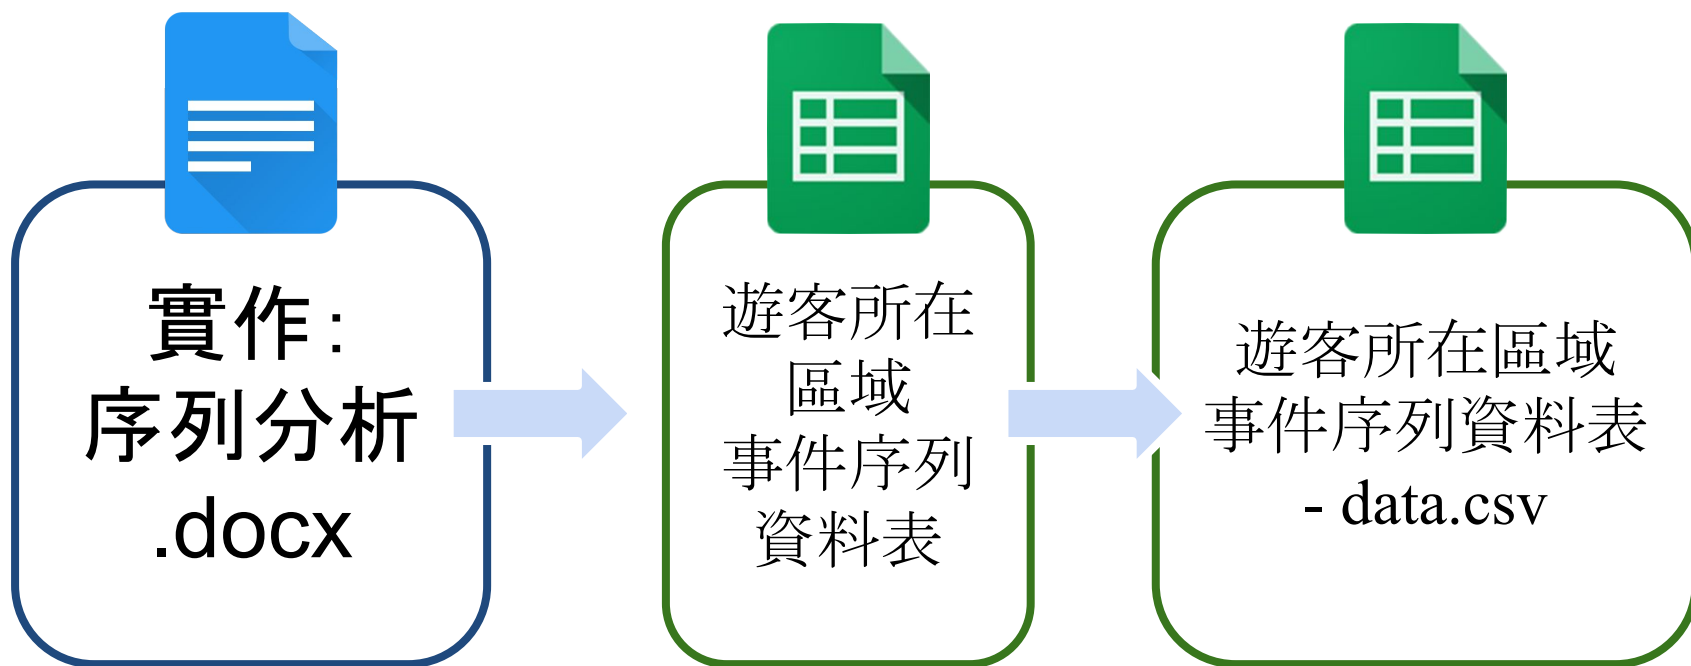 實作：
序列分析
.docx
遊客所在
區域
事件序列
資料表
遊客所在區域
事件序列資料表
- data.csv